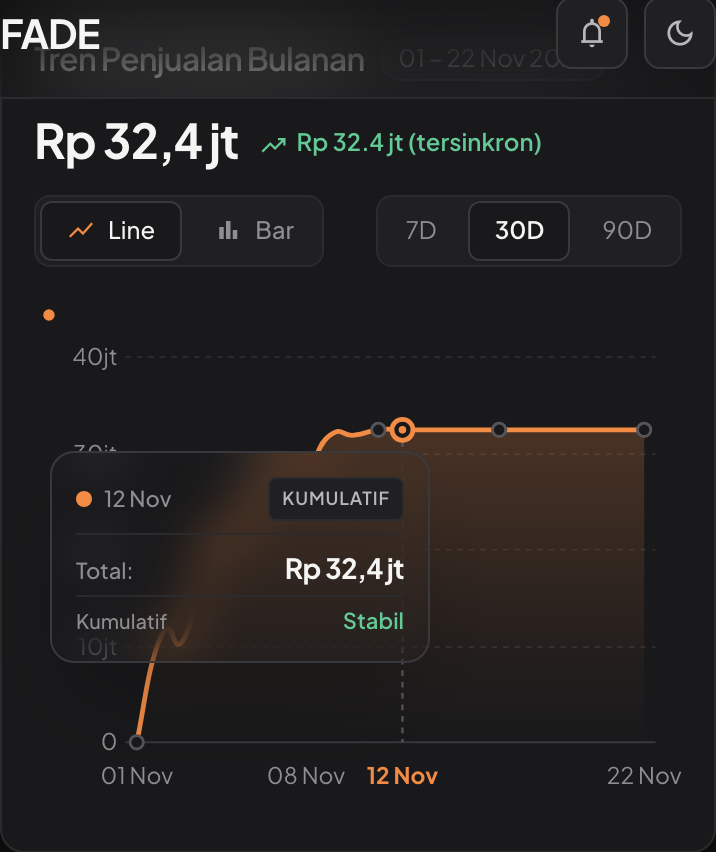 FADE
Tren Penjualan Bulanan
01 – 22 Nov 20
Rp 32,4 jt
Rp 32.4 jt (tersinkron)
Line
Bar
7D
30D
90D
40jt
12 Nov
KUMULATIF
Total:
Rp 32,4 jt
Kumulatif
Stabil
10jt
0
01 Nov
08 Nov
12 Nov
22 Nov